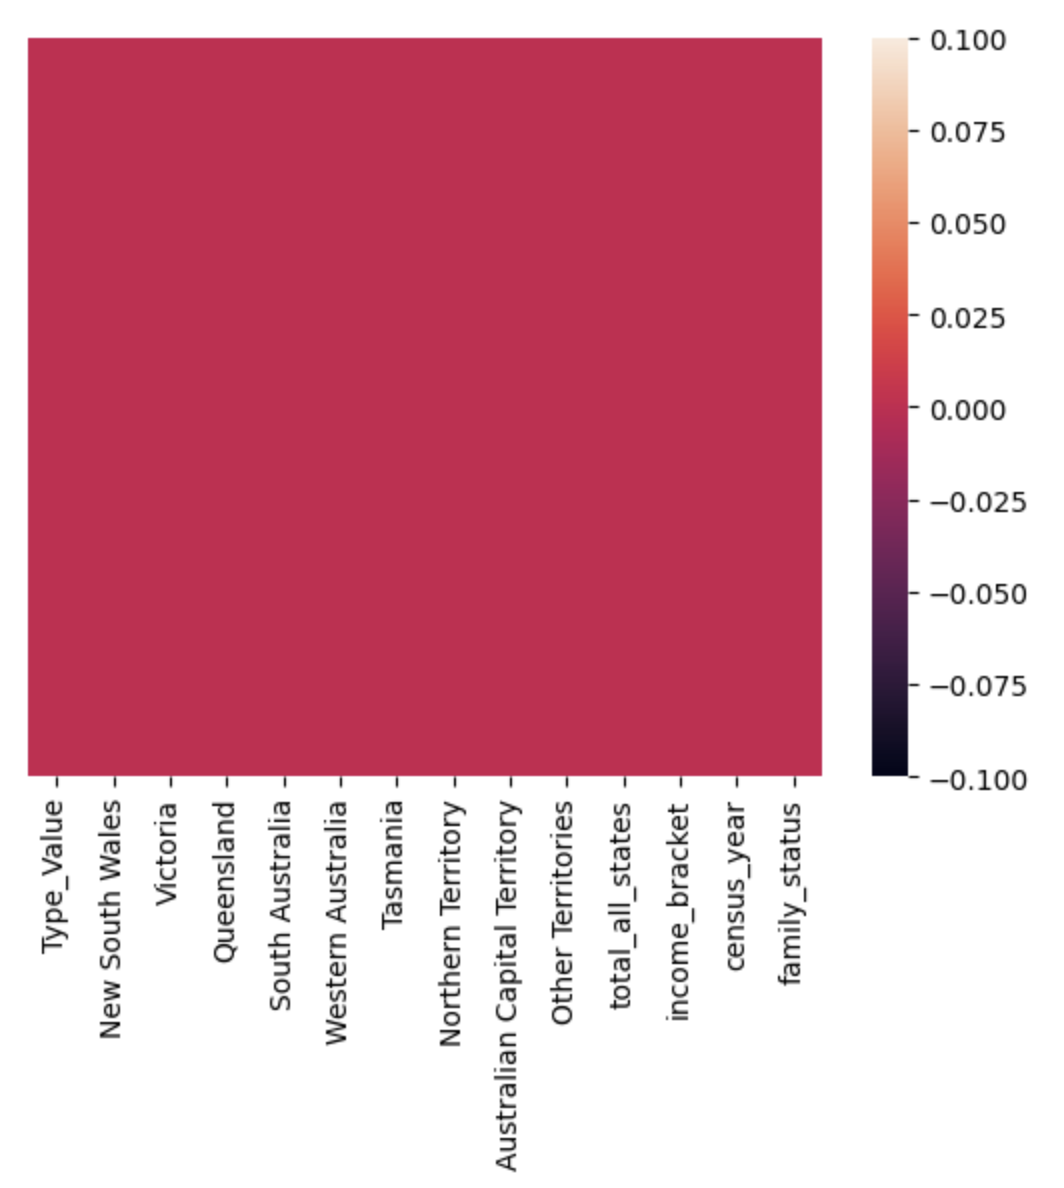 0.100
0.075
0.050
0.025
0.000
−0.025
−0.050
−0.075
−0.100
Type_Value
New South Wales
Victoria
Queensland
South Australia
Western Australia
Tasmania
Northern Territory
Australian Capital Territory
Other Territories
total_all_states
income_bracket
census_year
family_status